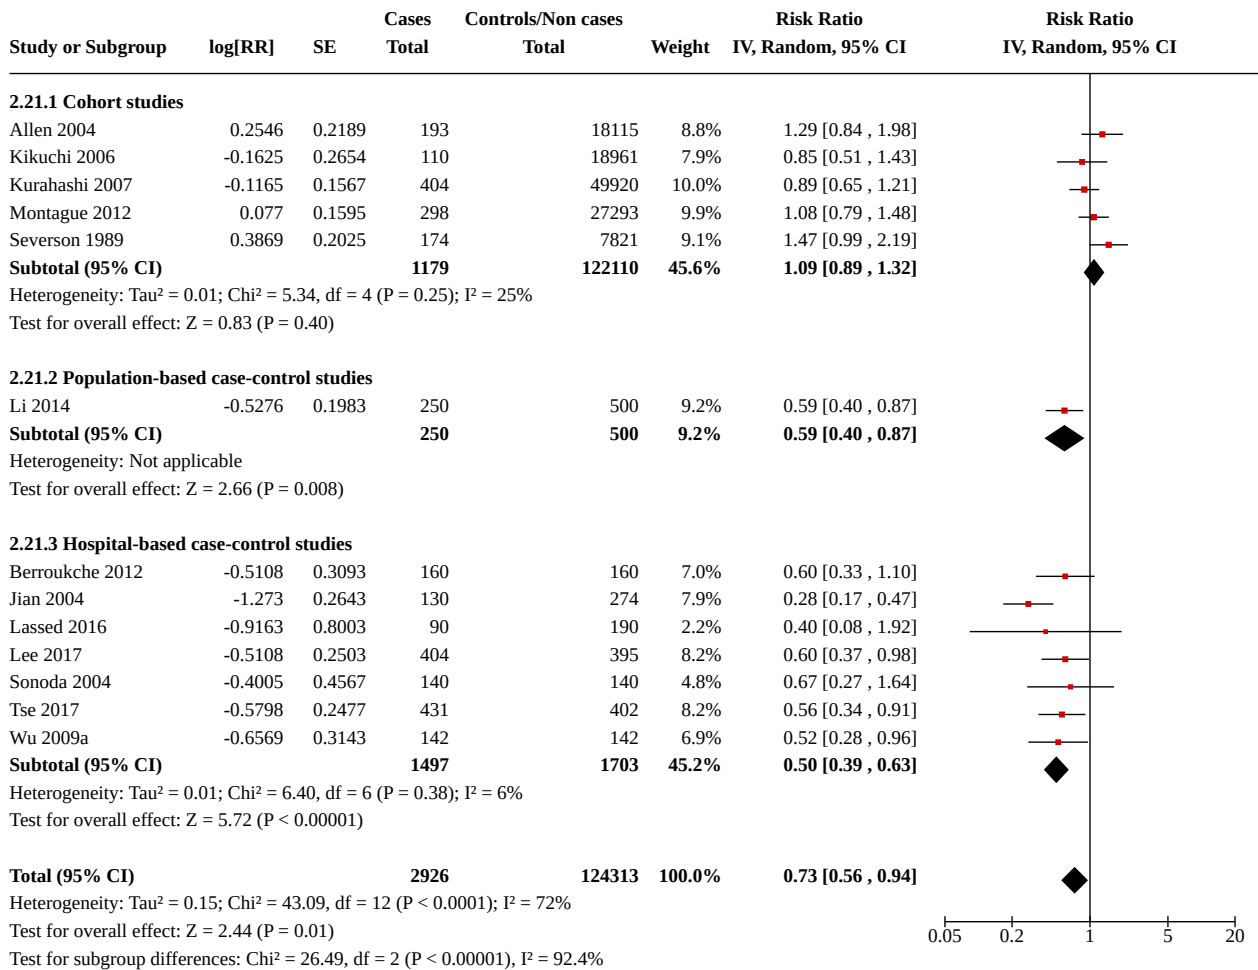 Cases Controls/Non cases Risk Ratio Risk Ratio
Study or Subgroup log[RR] SE Total Total Weight IV, Random, 95% CI IV, Random, 95% CI
2.21.1 Cohort studies
Allen 2004 0.2546 0.2189 193 18115 8.8% 1.29 [0.84 , 1.98]
Kikuchi 2006 -0.1625 0.2654 110 18961 7.9% 0.85 [0.51 , 1.43]
Kurahashi 2007 -0.1165 0.1567 404 49920 10.0% 0.89 [0.65 , 1.21]
Montague 2012 0.077 0.1595 298 27293 9.9% 1.08 [0.79 , 1.48]
Severson 1989 0.3869 0.2025 174 7821 9.1% 1.47 [0.99 , 2.19]
Subtotal (95% CI) 1179 122110 45.6% 1.09 [0.89 , 1.32]
Heterogeneity: Tau² = 0.01; Chi² = 5.34, df = 4 (P = 0.25); I² = 25%
Test for overall effect: Z = 0.83 (P = 0.40)
2.21.2 Population-based case-control studies
Li 2014 -0.5276 0.1983 250 500 9.2% 0.59 [0.40 , 0.87]
Subtotal (95% CI) 250 500 9.2% 0.59 [0.40 , 0.87]
Heterogeneity: Not applicable
Test for overall effect: Z = 2.66 (P = 0.008)
2.21.3 Hospital-based case-control studies
Berroukche 2012 -0.5108 0.3093 160 160 7.0% 0.60 [0.33 , 1.10]
Jian 2004 -1.273 0.2643 130 274 7.9% 0.28 [0.17 , 0.47]
Lassed 2016 -0.9163 0.8003 90 190 2.2% 0.40 [0.08 , 1.92]
Lee 2017 -0.5108 0.2503 404 395 8.2% 0.60 [0.37 , 0.98]
Sonoda 2004 -0.4005 0.4567 140 140 4.8% 0.67 [0.27 , 1.64]
Tse 2017 -0.5798 0.2477 431 402 8.2% 0.56 [0.34 , 0.91]
Wu 2009a -0.6569 0.3143 142 142 6.9% 0.52 [0.28 , 0.96]
Subtotal (95% CI) 1497 1703 45.2% 0.50 [0.39 , 0.63]
Heterogeneity: Tau² = 0.01; Chi² = 6.40, df = 6 (P = 0.38); I² = 6%
Test for overall effect: Z = 5.72 (P < 0.00001)
Total (95% CI) 2926 124313 100.0% 0.73 [0.56 , 0.94]
Heterogeneity: Tau² = 0.15; Chi² = 43.09, df = 12 (P < 0.0001); I² = 72%
Test for overall effect: Z = 2.44 (P = 0.01)
Test for subgroup differences: Chi² = 26.49, df = 2 (P < 0.00001), I² = 92.4%
0.05 0.2 1 5 20